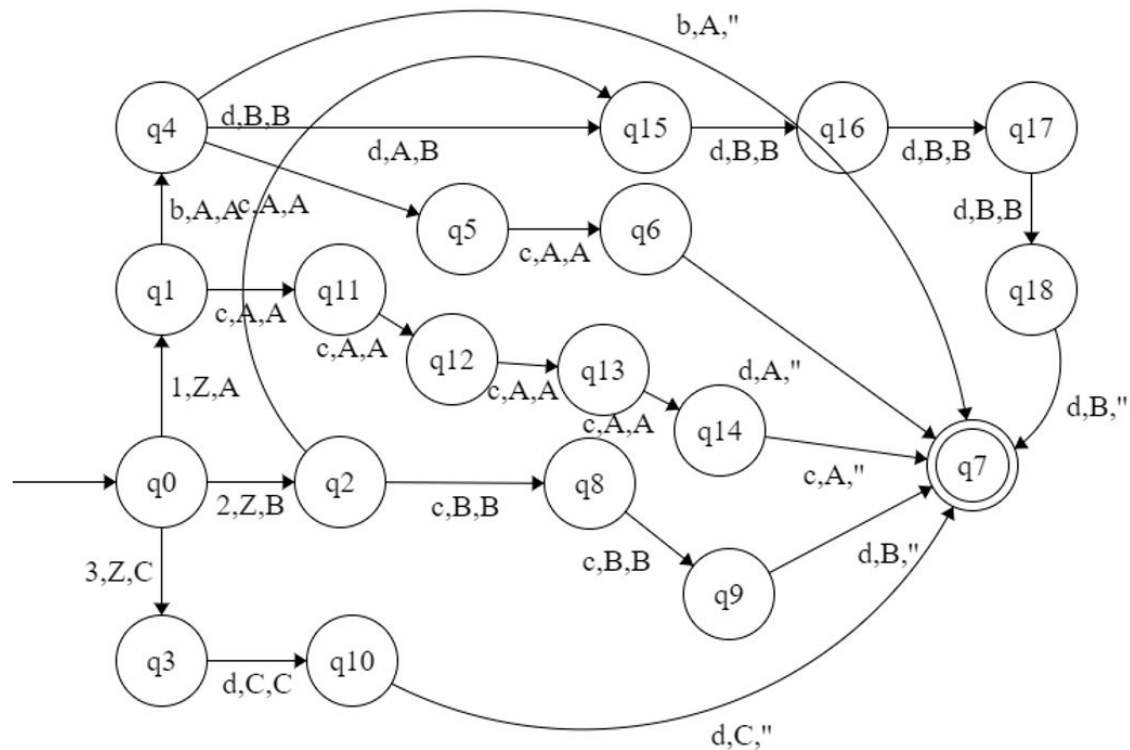 b,A,"
q4
d,B,B
q15
q16
q17
d,A,B
d,B,B
d,B,B
b,A,A
c,A,A
q5
q6
d,B,B
c,A,A
q1
q11
q18
c,A,A
c,A,A
q12
q13
d,A,"
1,Z,A
c,A,A
c,A,A
q14
d,B,"
q0
q2
q8
c,A,"
q7
2,Z,B
c,B,B
3,Z,C
c,B,B
d,B,"
q9
q3
q10
d,C,C
d,C,"